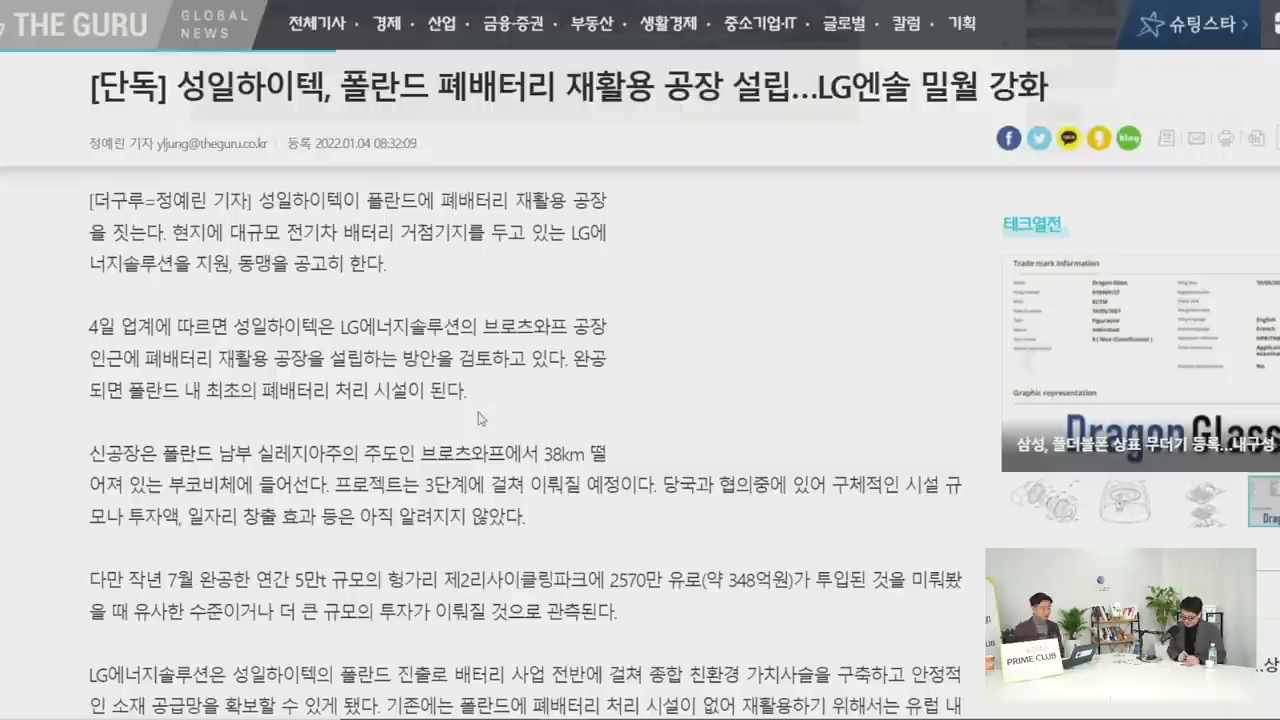 THE GURU
GLOBAL
NEWS
전체기사 · 경제 · 산업 · 금융·증권 · 부동산 · 생활경제 · 중소기업·IT · 글로벌 · 칼럼 · 기획
슈팅스타
[단독] 성일하이텍, 폴란드 폐배터리 재활용 공장 설립…LG엔솔 밀월 강화
정예린 기자 yljung@theguru.co.kr 등록 2022.01.04 08:32:09
blog
[더구루=정예린 기자] 성일하이텍이 폴란드에 폐배터리 재활용 공장
을 짓는다. 현지에 대규모 전기차 배터리 거점기지를 두고 있는 LG에
너지솔루션을 지원, 동맹을 공고히 한다.
4일 업계에 따르면 성일하이텍는 LG에너지솔루션의 브로츠와프 공장
인근에 폐배터리 재활용 공장을 설립하는 방안을 검토하고 있다. 완공
되면 폴란드 내 최초의 폐배터리 처리 시설이 된다.
신공장은 폴란드 남부 실레지아주의 주도인 브로츠와프에서 38km 떨
어져 있는 부코비체에 들어선다. 프로젝트는 3단계에 걸쳐 이뤄질 예정이다. 당국과 협의중에 있어 구체적인 시설 규
모나 투자액, 일자리 창출 효과 등은 아직 알려지지 않았다.
다만 작년 7월 완공한 연간 5만t 규모의 헝가리 제2리사이클링파크에 2570만 유로(약 348억원)가 투입된 것을 미뤄봤
을 때 유사한 수준이거나 더 큰 규모의 투자가 이뤄질 것으로 관측된다.
LG에너지솔루션은 성일하이텍의 폴란드 진출로 배터리 사업 전반에 걸쳐 종합 친환경 가치사슬을 구축하고 안정적
인 소재 공급망을 확보할 수 있게 됐다. 기존에는 폴란드에 폐배터리 처리 시설이 없어 재활용하기 위해서는 유럽 내
테크열전
Trade mark information
Dragon Glass
English
French
Graphic representation
Dragon Glass
삼성, 폴더블폰 상표 무더기 등록…내구성
PRIME CLUB